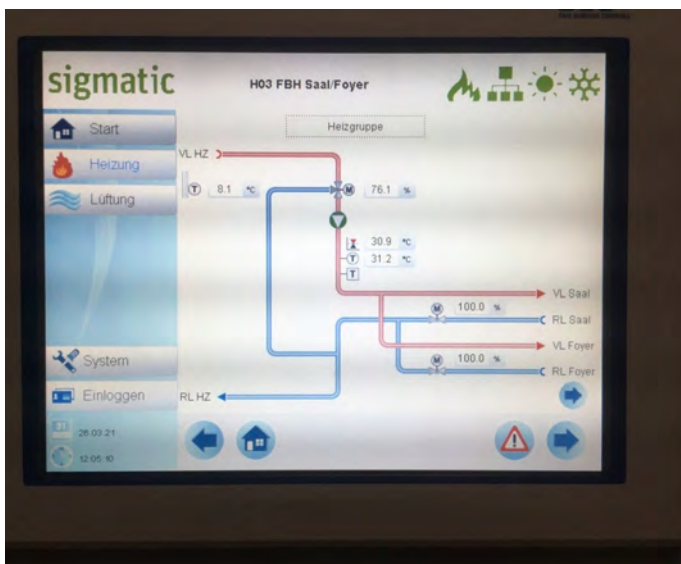 sigmatic
H03 FBH Saal/Foyer
Start
Heizung
Lüftung
System
Einloggen
31
26.03.21
12:05:10
Heizgruppe
VL HZ
T 8.1 °C
M 76.1 %
30.9 °C
T 31.2 °C
T
VL Saal
M 100.0 %
RL Saal
VL Foyer
M 100.0 %
RL Foyer
RL HZ